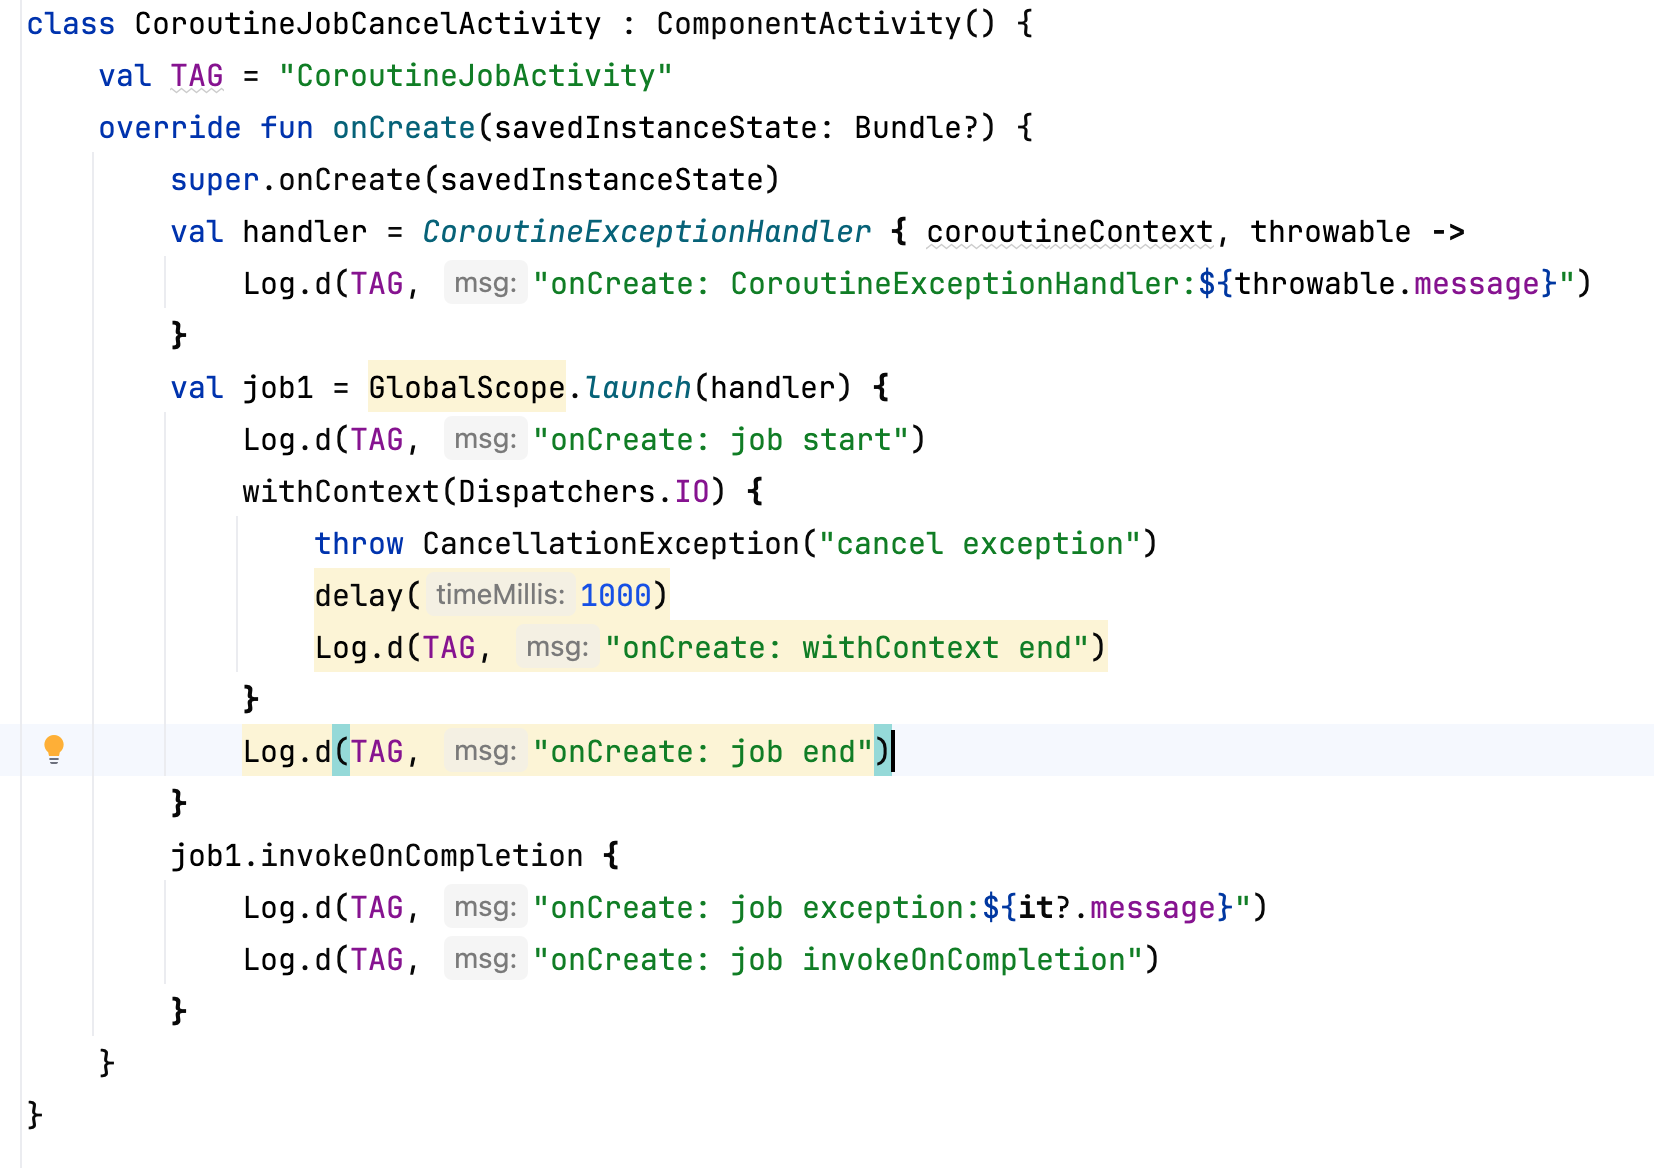 class CoroutineJobCancelActivity : ComponentActivity() {
    val TAG = "CoroutineJobActivity"
    override fun onCreate(savedInstanceState: Bundle?) {
        super.onCreate(savedInstanceState)
        val handler = CoroutineExceptionHandler { coroutineContext, throwable ->
            Log.d(TAG, msg: "onCreate: CoroutineExceptionHandler:${throwable.message}")
        }
        val job1 = GlobalScope.launch(handler) {
            Log.d(TAG, msg: "onCreate: job start")
            withContext(Dispatchers.IO) {
                throw CancellationException("cancel exception")
                delay( timeMillis: 1000)
                Log.d(TAG, msg: "onCreate: withContext end")
            }
            Log.d(TAG, msg: "onCreate: job end")
        }
        job1.invokeOnCompletion {
            Log.d(TAG, msg: "onCreate: job exception:${it?.message}")
            Log.d(TAG, msg: "onCreate: job invokeOnCompletion")
        }
    }
}